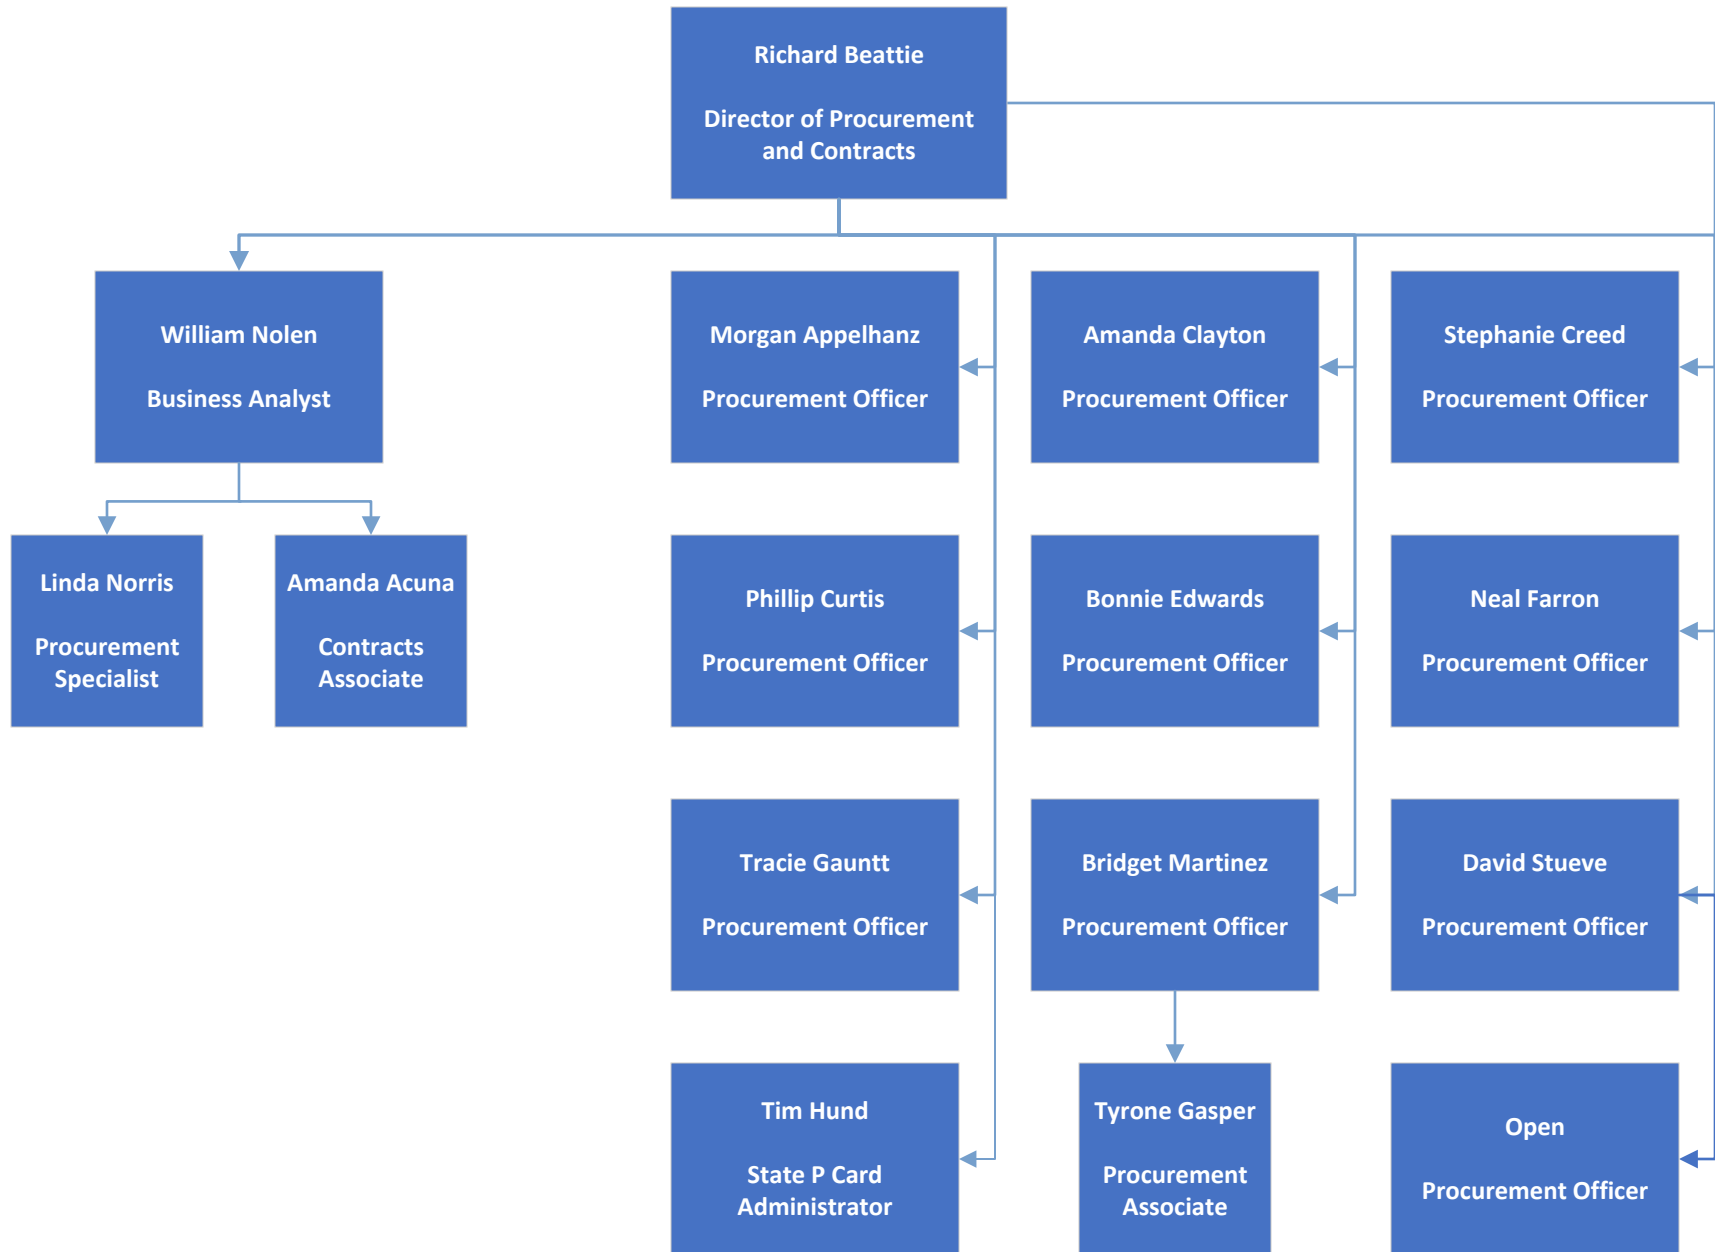 Richard Beattie
Director of Procurement
and Contracts
William Nolen
Business Analyst
Morgan Appelhanz
Procurement Officer
Amanda Clayton
Procurement Officer
Stephanie Creed
Procurement Officer
Linda Norris
Procurement
Specialist
Amanda Acuna
Contracts
Associate
Phillip Curtis
Procurement Officer
Bonnie Edwards
Procurement Officer
Neal Farron
Procurement Officer
Tracie Gauntt
Procurement Officer
Bridget Martinez
Procurement Officer
David Stueve
Procurement Officer
Tim Hund
State P Card
Administrator
Tyrone Gasper
Procurement
Associate
Open
Procurement Officer